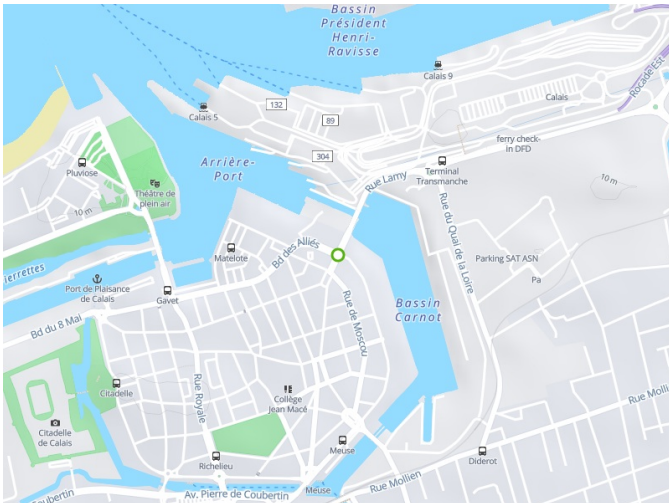 Bassin
Président
Henri-
Ravisse
Calais 9
Rocade Est
Calais
132
Calais 5
89
304
ferry check-
in DFD
Arrière-
Port
Pluviose
Théâtre de
plein air
10 m
Rue Lamy
Terminal
Transmanche
10 m
Rue du Quai de la Loire
Matelote
Bd des Alliés
Parking SAT ASN
Pa
ierrettes
Port de Plaisance
de Calais
Gavet
Bassin
Carnot
Bd du 8 Mai
Rue de Moscou
Citadelle
Rue Royale
Collège
Jean Macé
Rue Moll
Citadelle
de Calais
Meuse
Diderot
Richelieu
Rue Mollien
Meuse
Coubertin
Av. Pierre de Coubertin